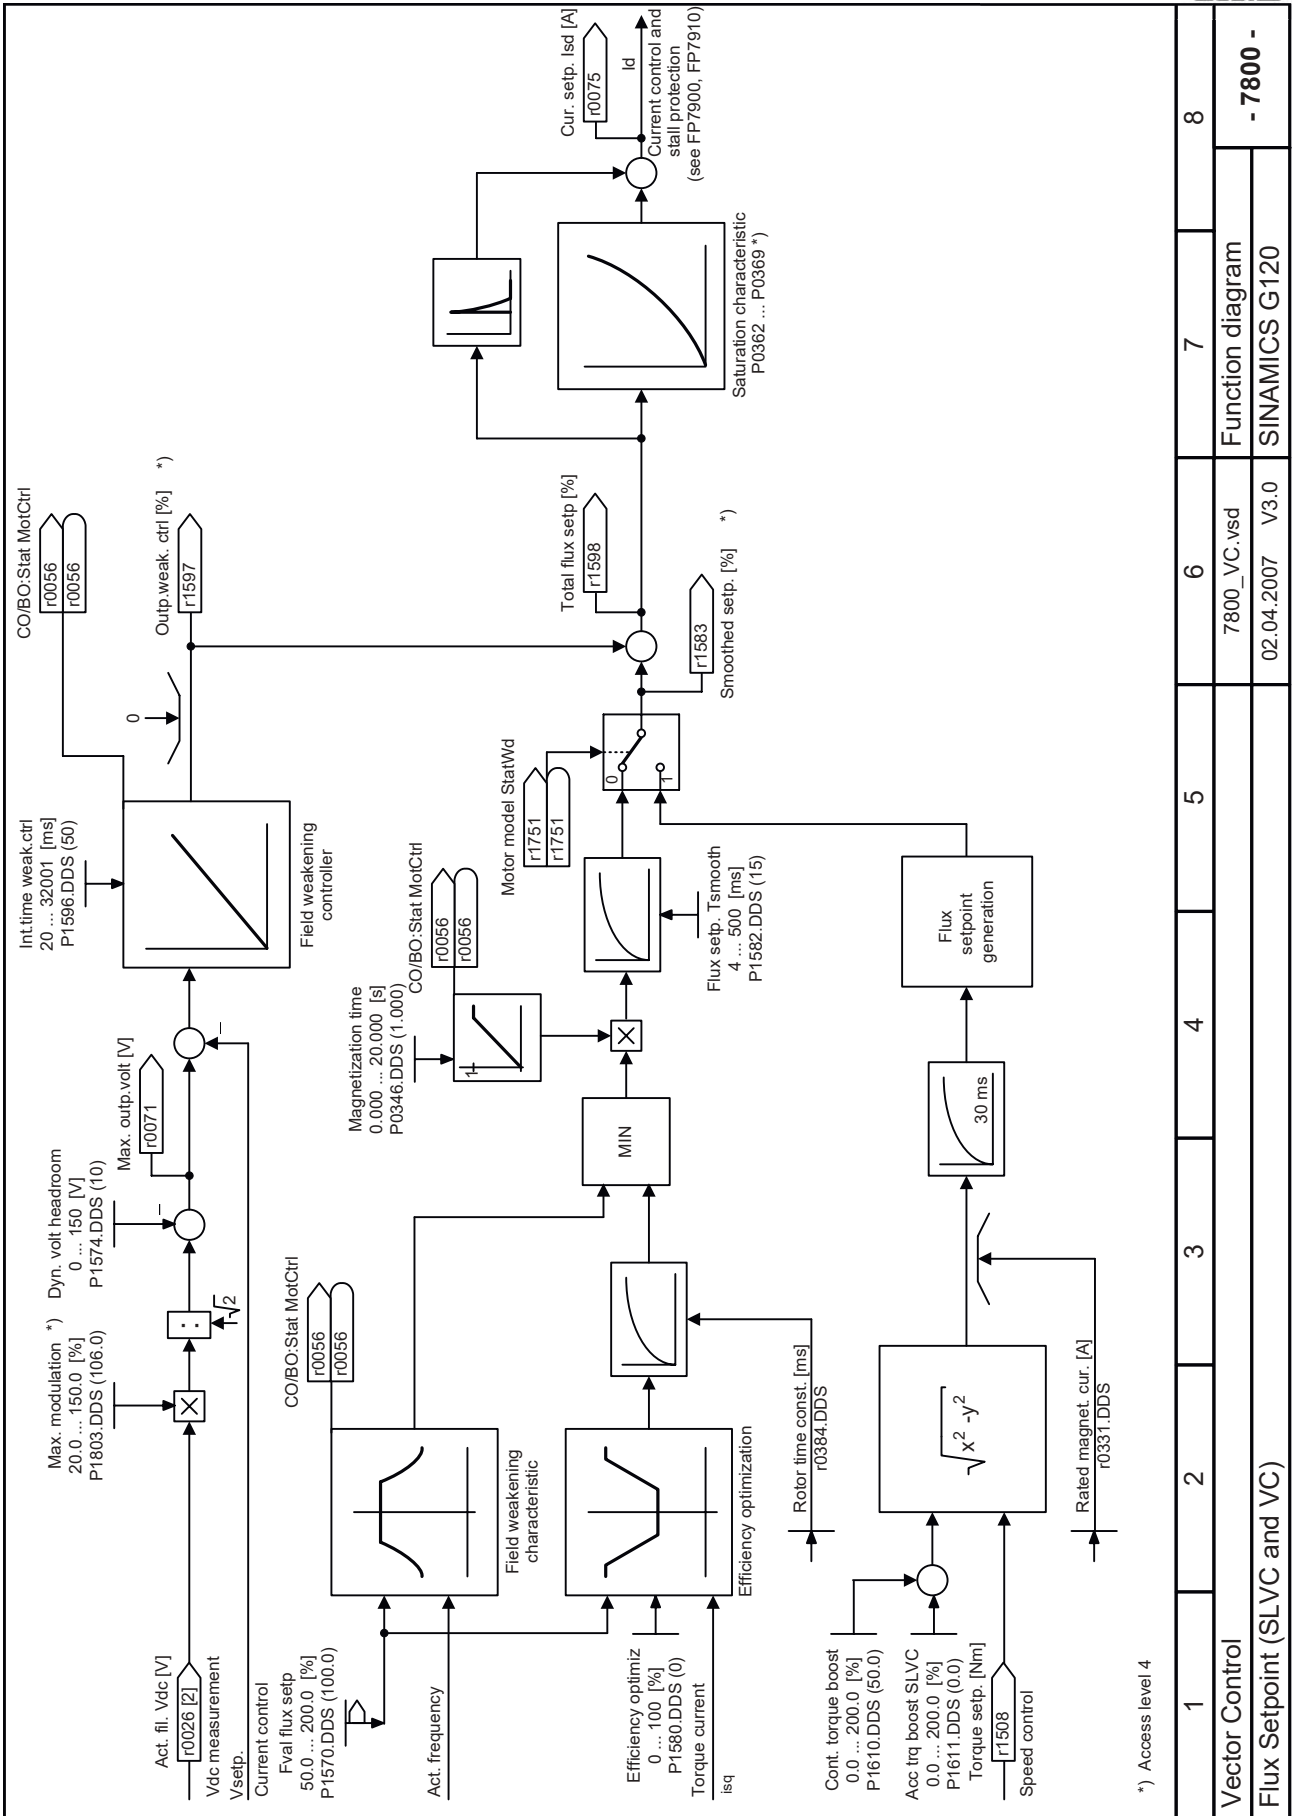 Act. fil. Vdc [V]
r0026 [2]
Vdc measurement
Vsetp.
Current control
Max. modulation *)
20.0 ... 150.0 [%]
P1803.DDS (106.0)
√2
Dyn. volt headroom
0 ... 150 [V]
P1574.DDS (10)
–
Max. outp.volt [V]
r0071
–
Int.time weak.ctrl
20 ... 32001 [ms]
P1596.DDS (50)
Field weakening
controller
0
CO/BO:Stat MotCtrl
r0056
r0056
Outp.weak. ctrl [%] *)
r1597
Fval flux setp
50.0 ... 200.0 [%]
P1570.DDS (100.0)
Act. frequency
Field weakening
characteristic
CO/BO:Stat MotCtrl
r0056
r0056
Efficiency optimiz
0 ... 100 [%]
P1580.DDS (0)
Torque current
isq
Efficiency optimization
Rotor time const. [ms]
r0384.DDS
MIN
Magnetization time
0.000 ... 20.000 [s]
P0346.DDS (1.000)
1
CO/BO:Stat MotCtrl
r0056
r0056
Flux setp. Tsmooth
4 ... 500 [ms]
P1582.DDS (15)
Motor model StatWd
r1751
r1751
0
1
Smoothed setp. [%] *)
r1583
Total flux setp [%]
r1598
Saturation characteristic
P0362 ... P0369 *)
Cur. setp. Isd [A]
r0075
Id
Current control and
stall protection
(see FP7900, FP7910)
Cont. torque boost
0.0 ... 200.0 [%]
P1610.DDS (50.0)
Acc trq boost SLVC
0.0 ... 200.0 [%]
P1611.DDS (0.0)
Torque setp. [Nm]
r1508
Speed control
√x² -y²
Rated magnet. cur. [A]
r0331.DDS
30 ms
Flux
setpoint
generation
*) Access level 4
1 2 3 4 5 6 7 8
Vector Control 7800_VC.vsd Function diagram - 7800 -
Flux Setpoint (SLVC and VC) 02.04.2007 V3.0 SINAMICS G120